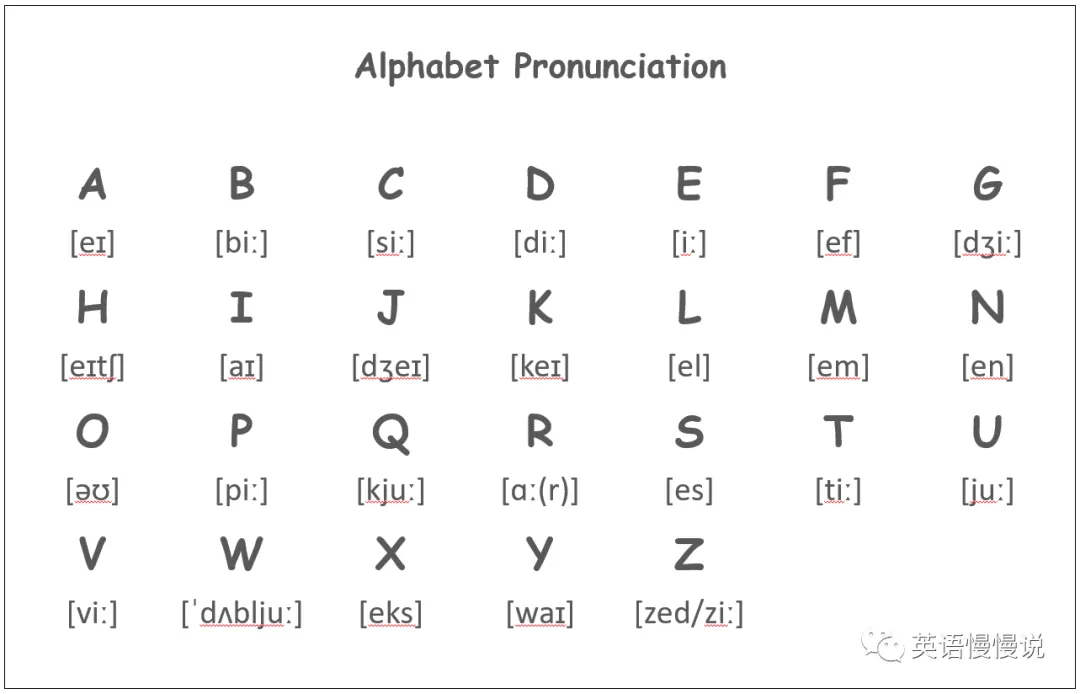 Alphabet Pronunciation
A B C D E F G
[eɪ] [biː] [siː] [diː] [iː] [ef] [dʒiː]
H I J K L M N
[eɪtʃ] [aɪ] [dʒeɪ] [keɪ] [el] [em] [en]
O P Q R S T U
[əʊ] [piː] [kjuː] [ɑː(r)] [es] [tiː] [juː]
V W X Y Z
[viː] [ˈdʌbljuː] [eks] [waɪ] [zed/ziː]
英语慢慢说